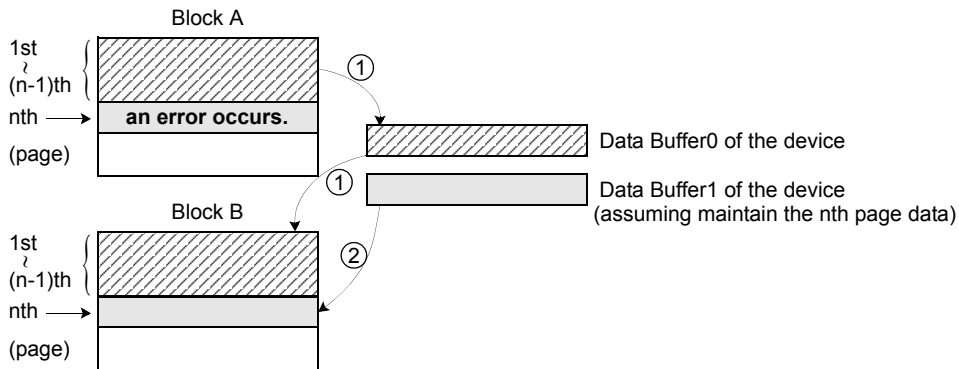 Block A
1st
~
(n-1)th
nth
(page)
an error occurs.
①
Data Buffer0 of the device
①
Data Buffer1 of the device
(assuming maintain the nth page data)
Block B
1st
~
(n-1)th
nth
(page)
②